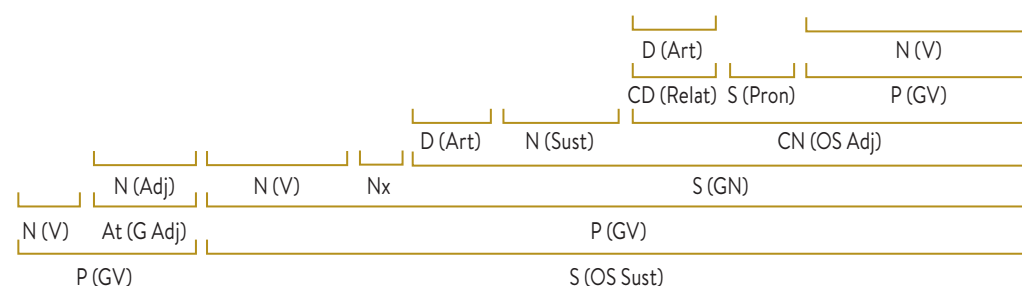 D (Art) N (V)
CD (Relat) S (Pron) P (GV)
D (Art) N (Sust) CN (OS Adj)
N (Adj) N (V) Nx S (GN)
N (V) At (G Adj) P (GV)
P (GV) S (OS Sust)